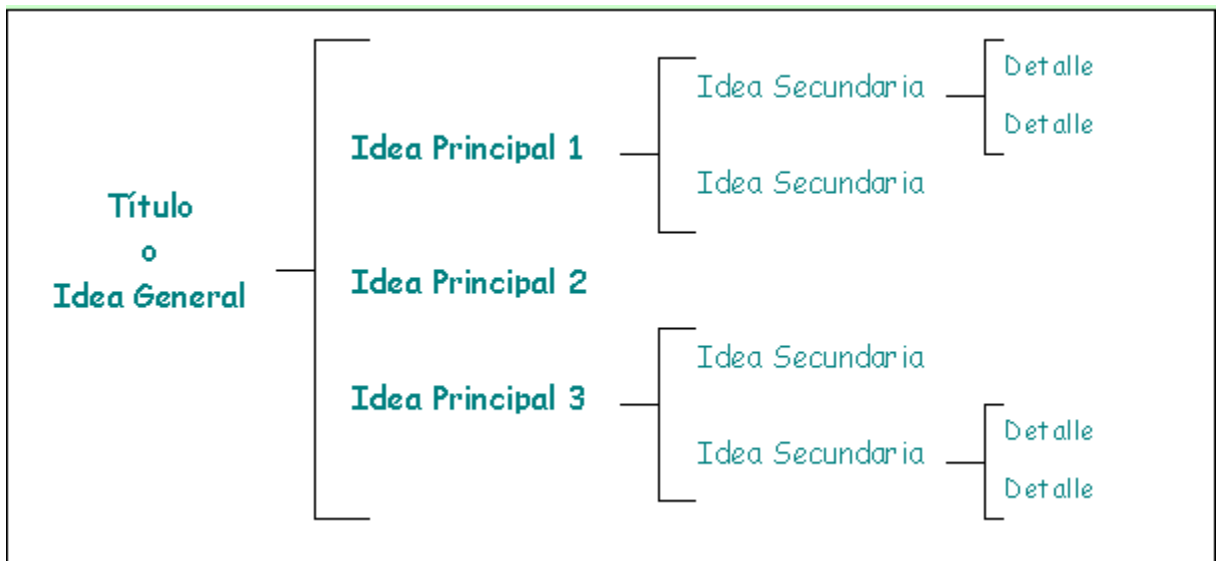 Título
o
Idea General
Idea Principal 1
Idea Secundaria
Detalle
Detalle
Idea Secundaria
Idea Principal 2
Idea Principal 3
Idea Secundaria
Idea Secundaria
Detalle
Detalle